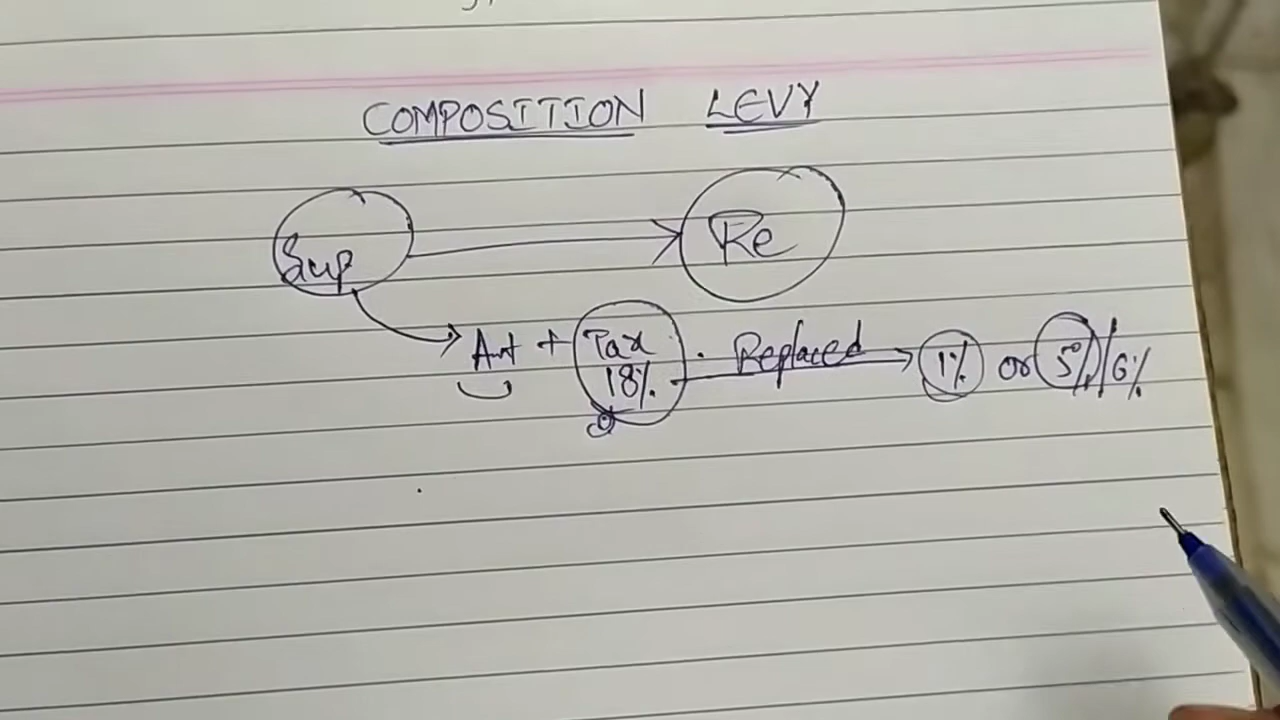 COMPOSITION LEVY
Sup Re
Amt + Tax 18% . Replaced 1% or 5%/6%